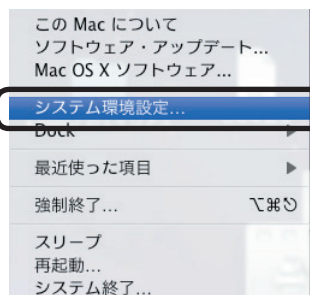 この Mac について
ソフトウェア・アップデート...
Mac OS X ソフトウェア...
システム環境設定...
Dock
最近使った項目
強制終了... ⌥⌘⎋
スリープ
再起動...
システム終了...